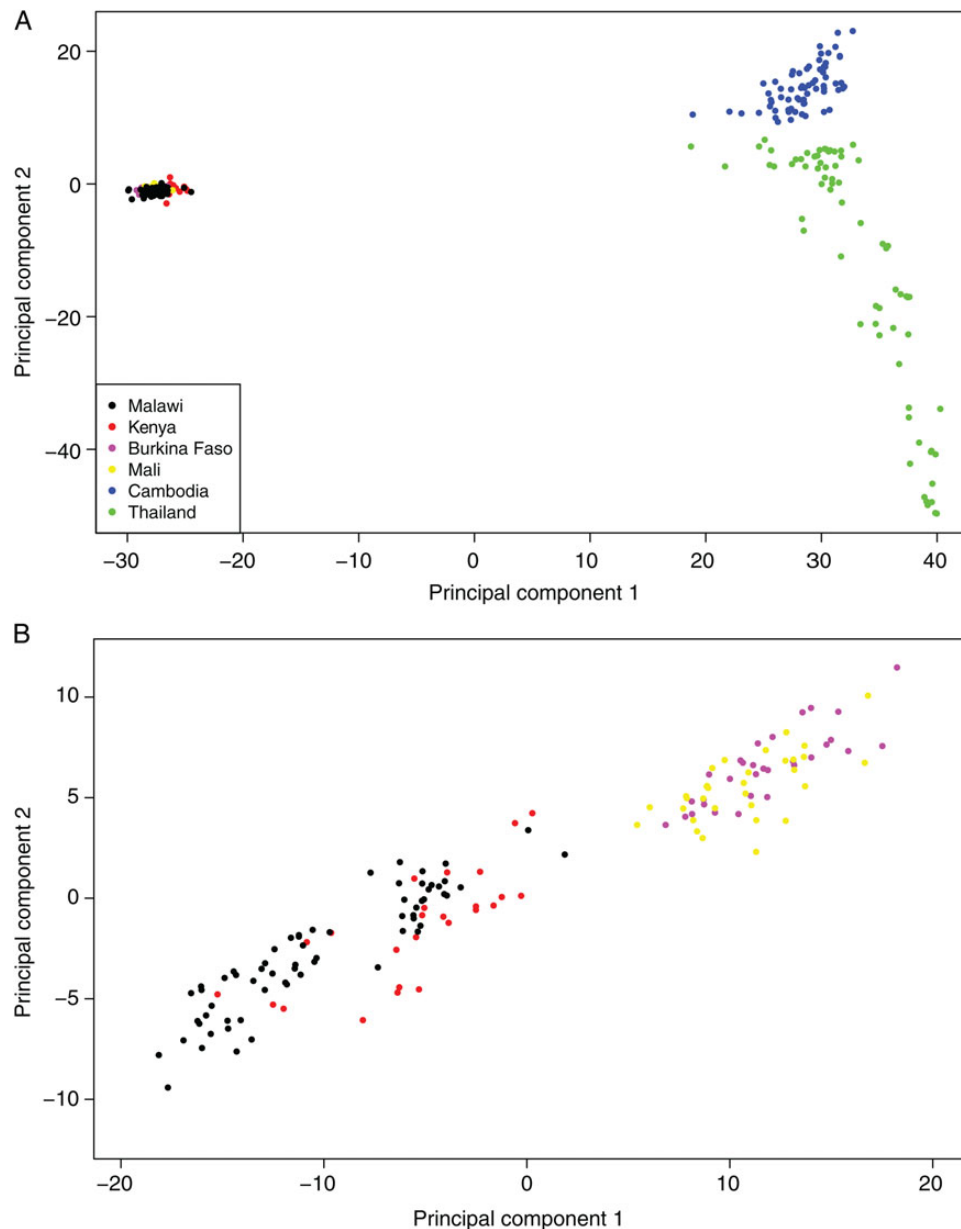 A
20
0
−20
−40
Principal component 2
Malawi
Kenya
Burkina Faso
Mali
Cambodia
Thailand
−30 −20 −10 0 10 20 30 40
Principal component 1
B
10
5
0
−5
−10
Principal component 2
−20 −10 0 10 20
Principal component 1